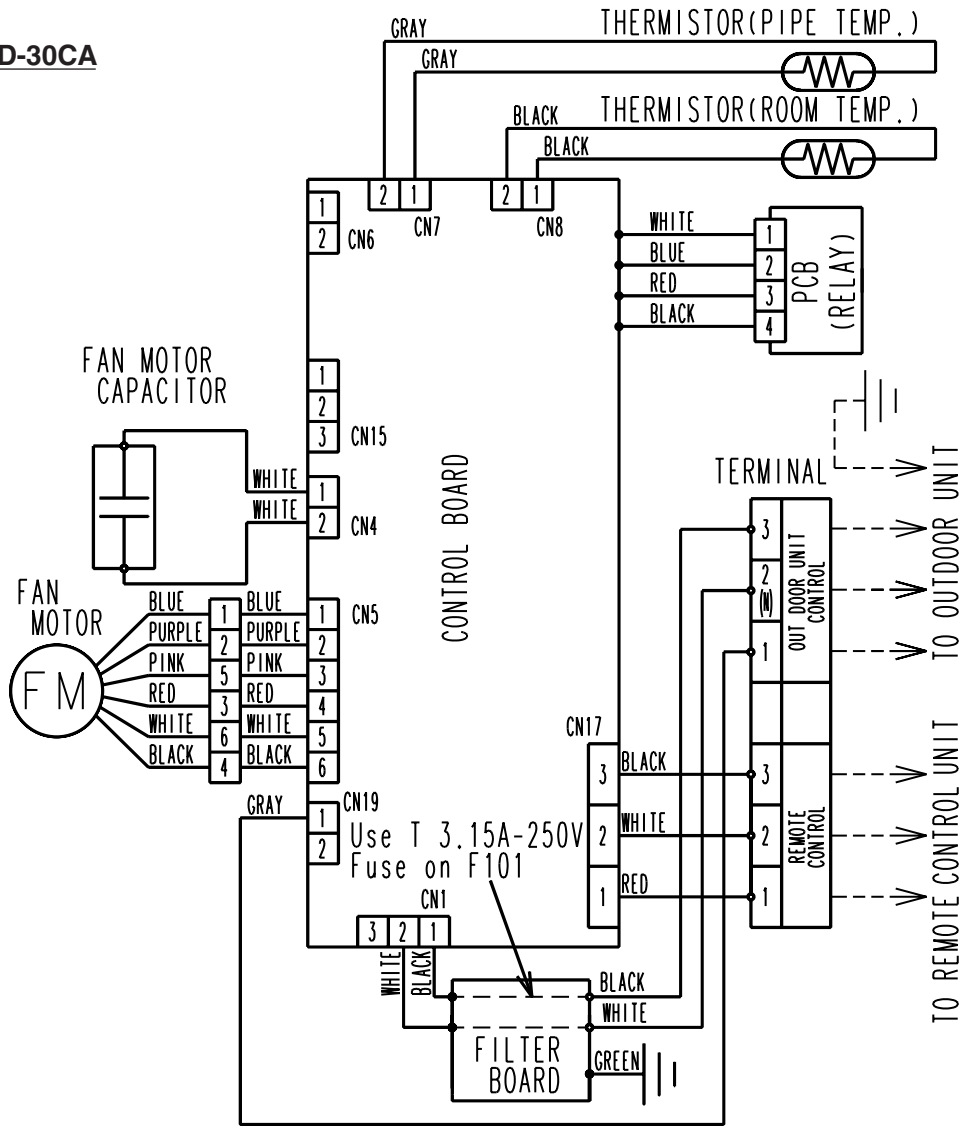 D-30CA
GRAY
THERMISTOR(PIPE TEMP.)
GRAY
BLACK
THERMISTOR(ROOM TEMP.)
BLACK
2 1
CN7
2 1
CN8
1
2
CN6
WHITE
BLUE
RED
BLACK
1
2
3
4
PCB
(RELAY)
FAN MOTOR
CAPACITOR
1
2
3
CN15
WHITE
WHITE
1
2
CN4
CONTROL BOARD
TERMINAL
3
2
(N)
1
OUT DOOR UNIT
CONTROL
TO OUTDOOR UNIT
FAN
MOTOR
FM
BLUE
PURPLE
PINK
RED
WHITE
BLACK
1
2
5
3
6
4
BLUE
PURPLE
PINK
RED
WHITE
BLACK
1
2
3
4
5
6
CN5
CN17
3
2
1
BLACK
WHITE
RED
3
2
1
REMOTE
CONTROL
TO REMOTE CONTROL UNIT
GRAY
1
2
CN19
Use T 3.15A-250V
Fuse on F101
CN1
3 2 1
WHITE
BLACK
BLACK
WHITE
GREEN
FILTER
BOARD